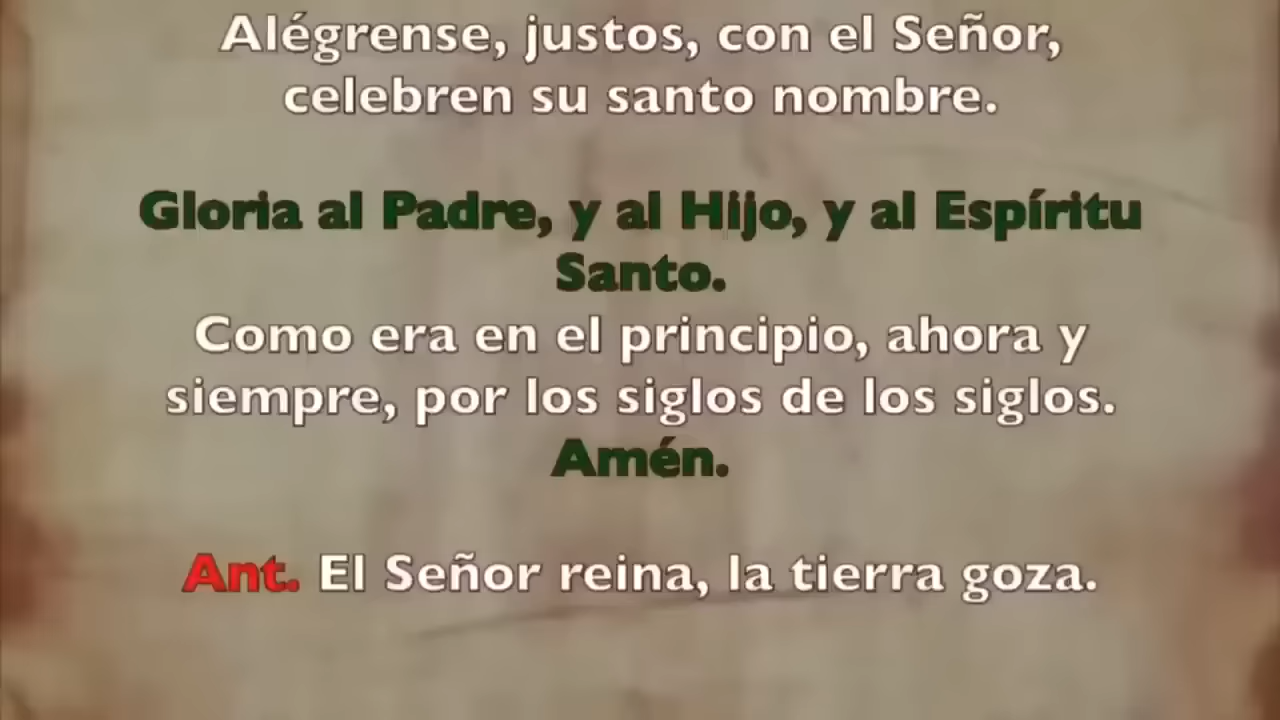 Alégrense, justos, con el Señor,
celebren su santo nombre.
Gloria al Padre, y al Hijo, y al Espíritu
Santo.
Como era en el principio, ahora y
siempre, por los siglos de los siglos.
Amén.
Ant. El Señor reina, la tierra goza.